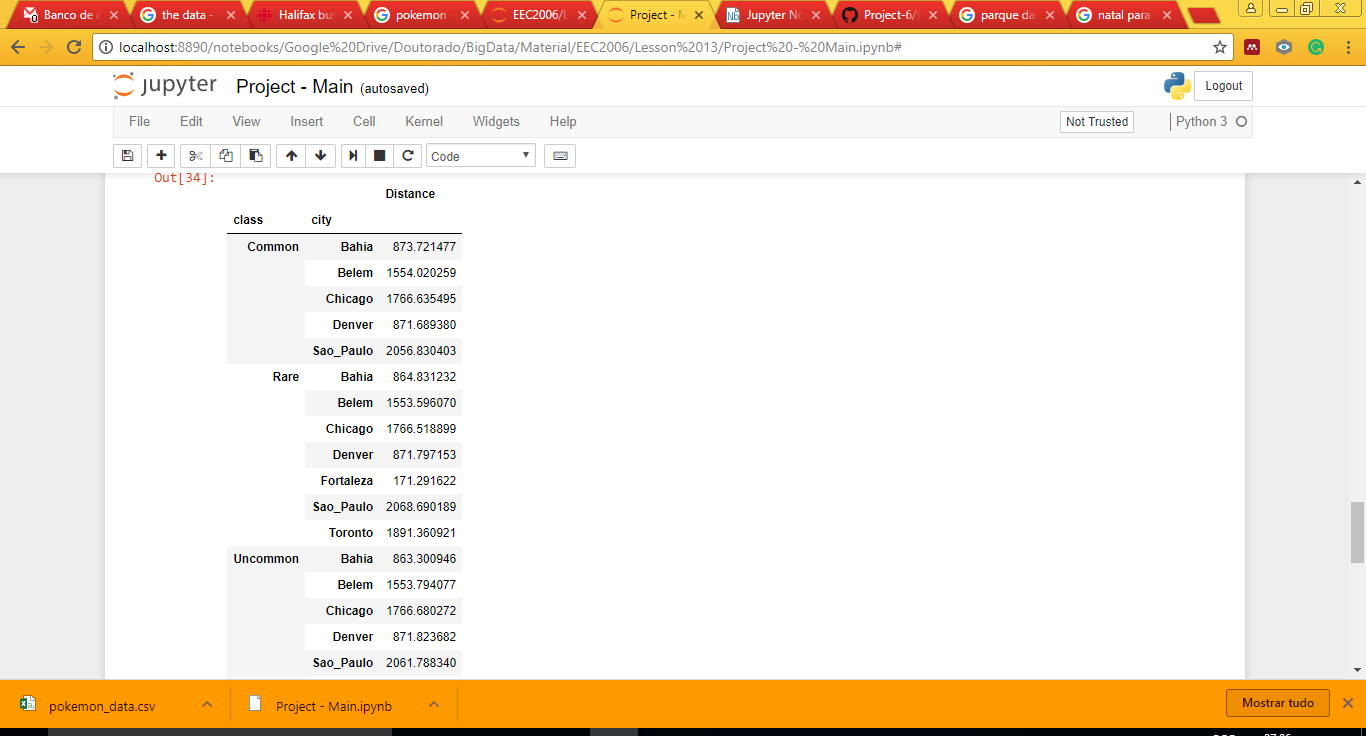 Banco de d
the data -
Halifax bus
pokemon
EEC2006/L
Project - M
Jupyter No
Project-6/
parque da
natal para
localhost:8890/notebooks/Google%20Drive/Doutorado/BigData/Material/EEC2006/Lesson%2013/Project%20-%20Main.ipynb#
jupyter Project - Main (autosaved) Logout
File Edit View Insert Cell Kernel Widgets Help Not Trusted Python 3
Code
Out[34]:
Distance
class city
Common Bahia 873.721477
Belem 1554.020259
Chicago 1766.635495
Denver 871.689380
Sao_Paulo 2056.830403
Rare Bahia 864.831232
Belem 1553.596070
Chicago 1766.518899
Denver 871.797153
Fortaleza 171.291622
Sao_Paulo 2068.690189
Toronto 1891.360921
Uncommon Bahia 863.300946
Belem 1553.794077
Chicago 1766.680272
Denver 871.823682
Sao_Paulo 2061.788340
pokemon_data.csv Project - Main.ipynb Mostrar tudo